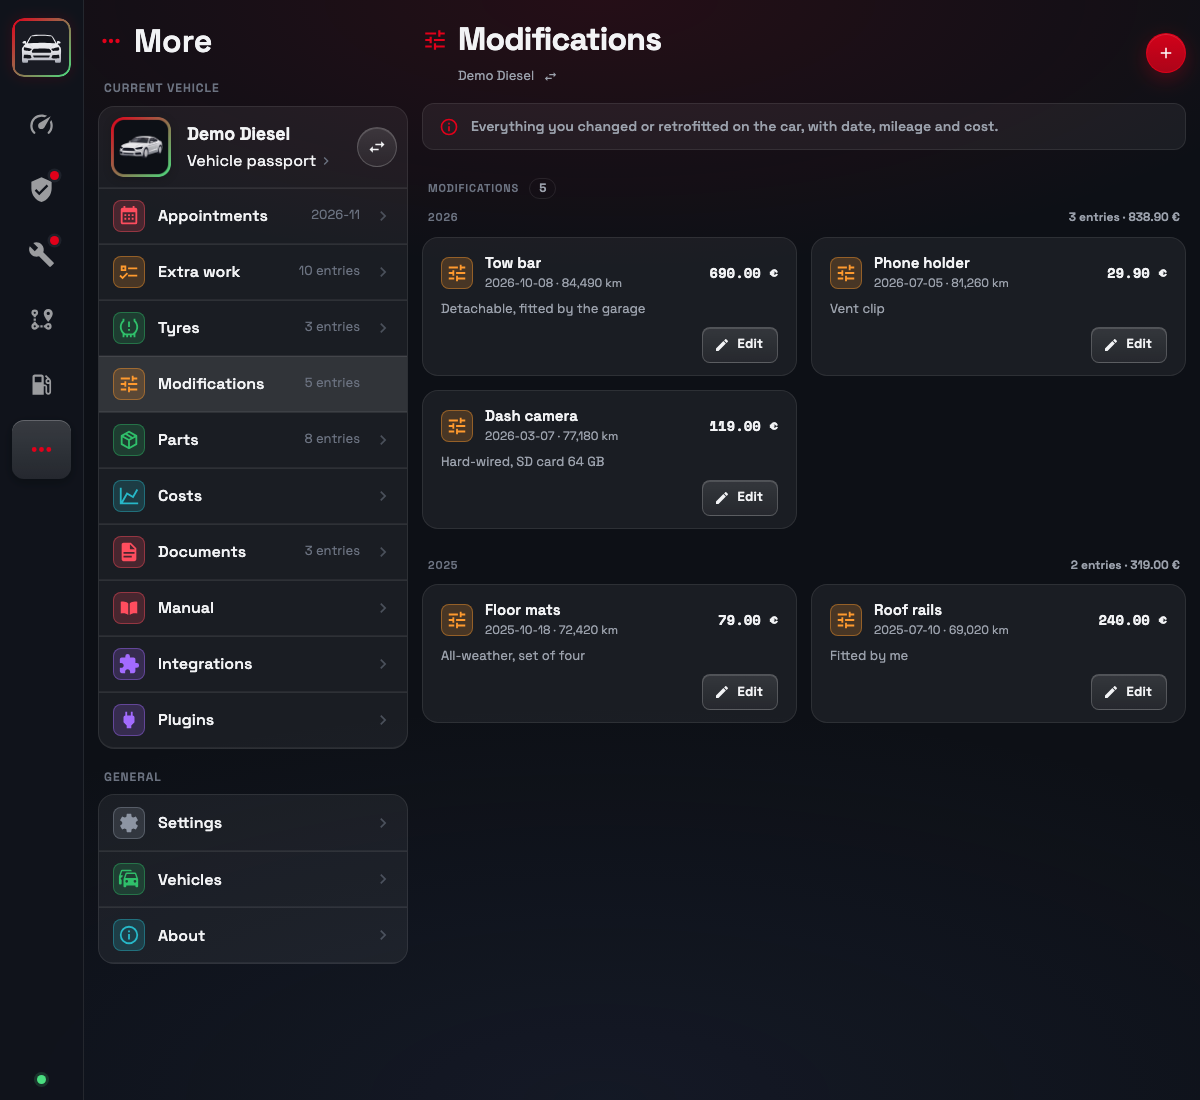 More
CURRENT VEHICLE
Demo Diesel
Vehicle passport
Appointments 2026-11
Extra work 10 entries
Tyres 3 entries
Modifications 5 entries
Parts 8 entries
Costs
Documents 3 entries
Manual
Integrations
Plugins
GENERAL
Settings
Vehicles
About
Modifications
Demo Diesel
Everything you changed or retrofitted on the car, with date, mileage and cost.
MODIFICATIONS 5
2026 3 entries · 838.90 €
Tow bar
2026-10-08 · 84,490 km
690.00 €
Detachable, fitted by the garage
Edit
Phone holder
2026-07-05 · 81,260 km
29.90 €
Vent clip
Edit
Dash camera
2026-03-07 · 77,180 km
119.00 €
Hard-wired, SD card 64 GB
Edit
2025 2 entries · 319.00 €
Floor mats
2025-10-18 · 72,420 km
79.00 €
All-weather, set of four
Edit
Roof rails
2025-07-10 · 69,020 km
240.00 €
Fitted by me
Edit